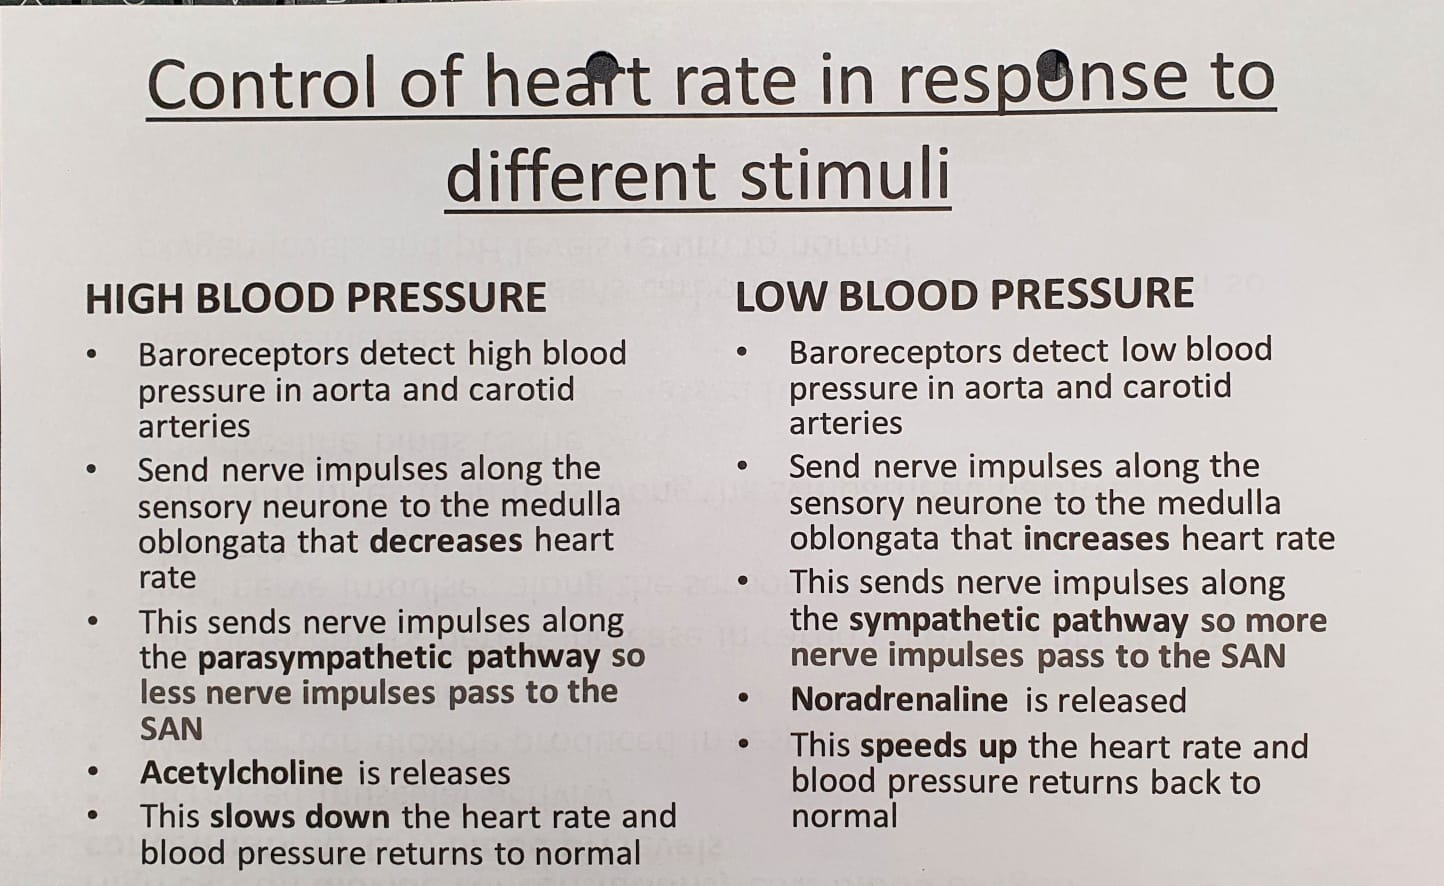 Control of heart rate in response to
different stimuli
HIGH BLOOD PRESSURE
• Baroreceptors detect high blood
pressure in aorta and carotid
arteries
• Send nerve impulses along the
sensory neurone to the medulla
oblongata that decreases heart
rate
• This sends nerve impulses along
the parasympathetic pathway so
less nerve impulses pass to the
SAN
• Acetylcholine is releases
• This slows down the heart rate and
blood pressure returns to normal
LOW BLOOD PRESSURE
• Baroreceptors detect low blood
pressure in aorta and carotid
arteries
• Send nerve impulses along the
sensory neurone to the medulla
oblongata that increases heart rate
• This sends nerve impulses along
the sympathetic pathway so more
nerve impulses pass to the SAN
• Noradrenaline is released
• This speeds up the heart rate and
blood pressure returns back to
normal